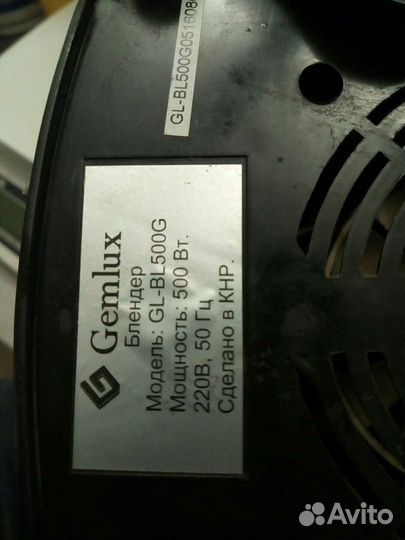 GL-BL500G051608
Gemlux
Блендер
Модель: GL-BL500G
Мощность: 500 Вт.
220В, 50 Гц
Сделано в КНР.
Avito